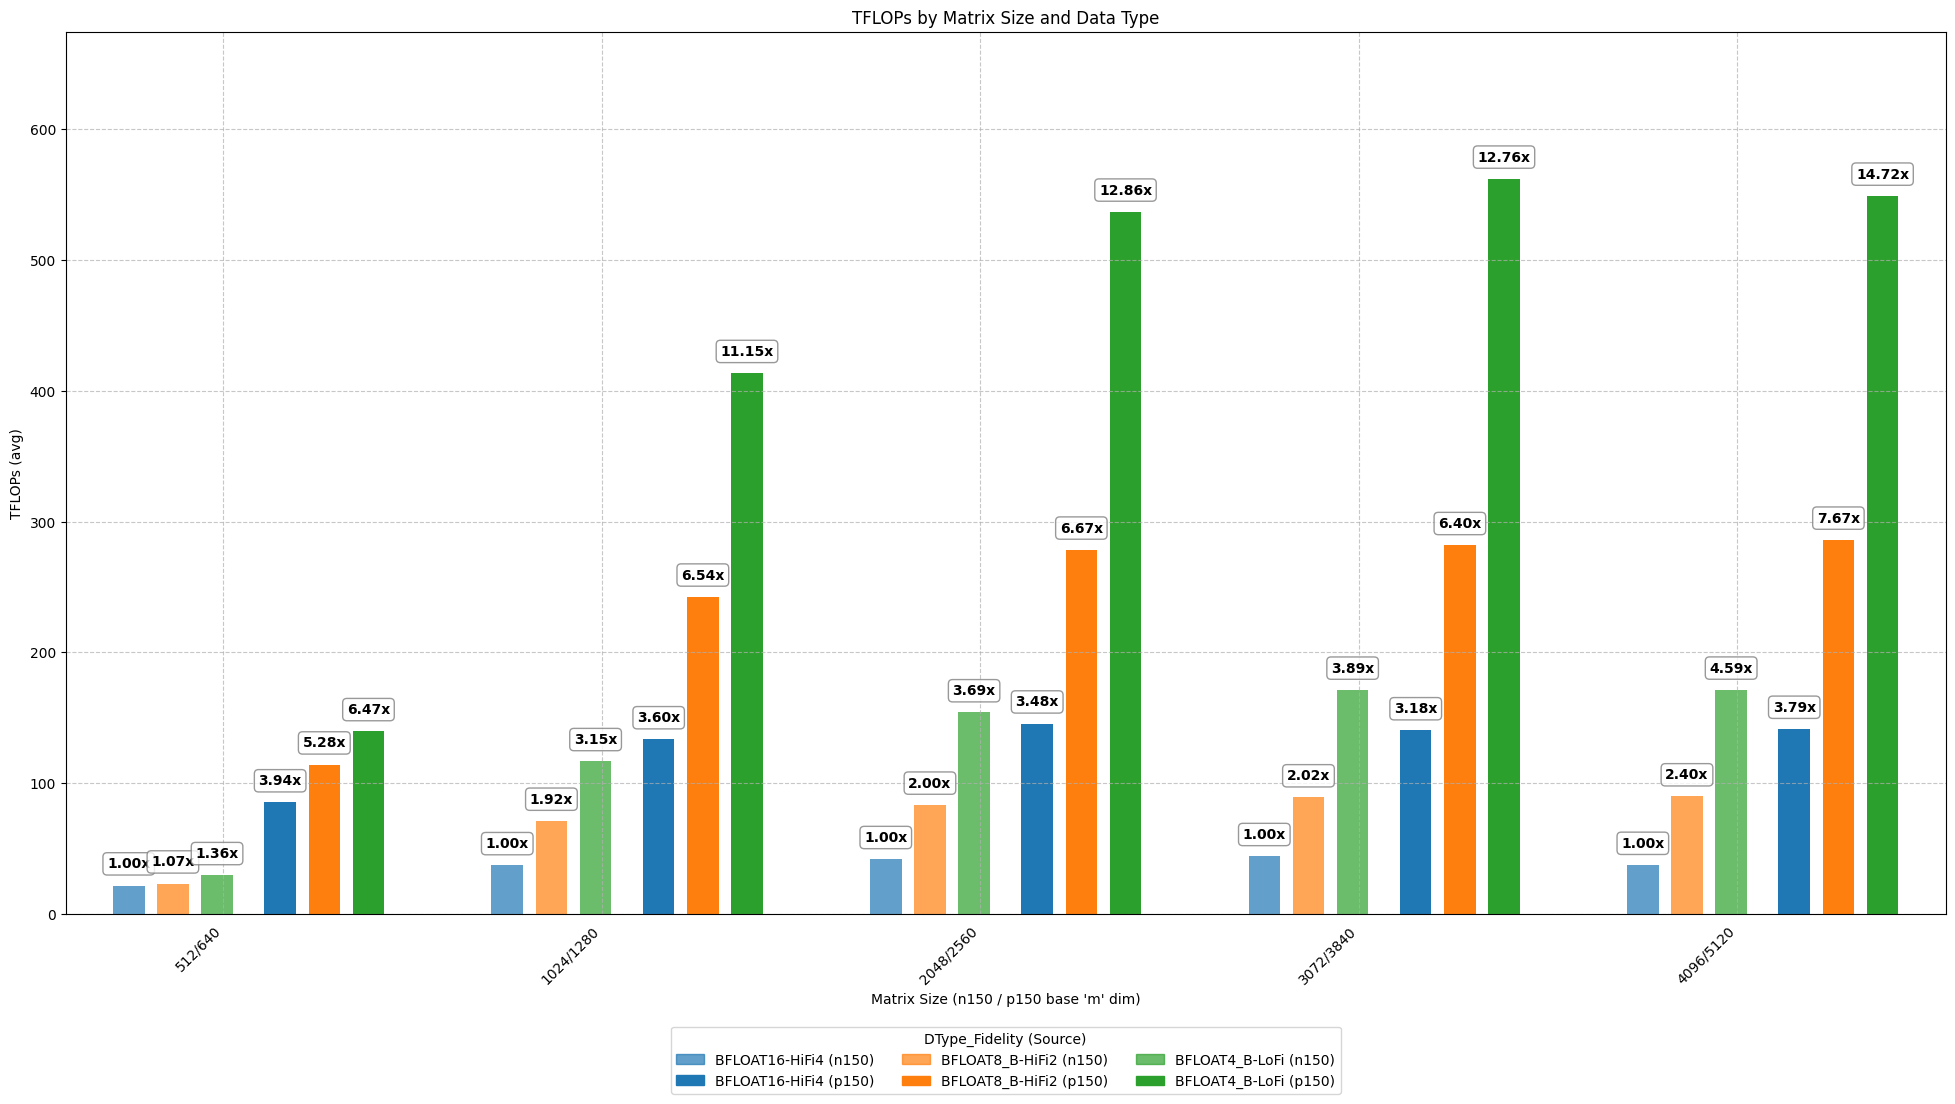 TFLOPs by Matrix Size and Data Type
TFLOPs (avg)
600
500
400
300
200
100
0
1.00x
1.07x
1.36x
3.94x
5.28x
6.47x
1.00x
1.92x
3.15x
3.60x
6.54x
11.15x
1.00x
2.00x
3.69x
3.48x
6.67x
12.86x
1.00x
2.02x
3.89x
3.18x
6.40x
12.76x
1.00x
2.40x
4.59x
3.79x
7.67x
14.72x
512/640
1024/1280
2048/2560
3072/3840
4096/5120
Matrix Size (n150 / p150 base 'm' dim)
DType_Fidelity (Source)
BFLOAT16-HiFi4 (n150)
BFLOAT16-HiFi4 (p150)
BFLOAT8_B-HiFi2 (n150)
BFLOAT8_B-HiFi2 (p150)
BFLOAT4_B-LoFi (n150)
BFLOAT4_B-LoFi (p150)